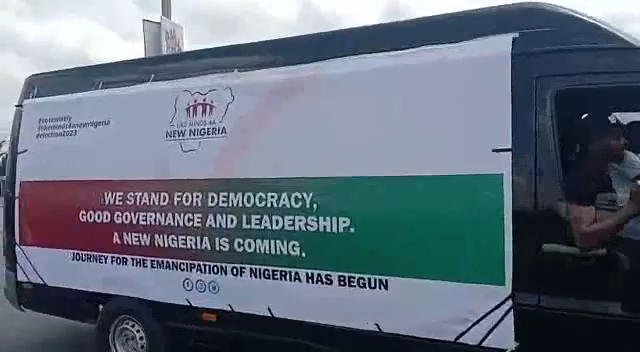 #votewisely
#likeminds4anewnigeria
#election2023
LIKE MINDS 4A
NEW NIGERIA
WE STAND FOR DEMOCRACY,
GOOD GOVERNANCE AND LEADERSHIP.
A NEW NIGERIA IS COMING.
JOURNEY FOR THE EMANCIPATION OF NIGERIA HAS BEGUN